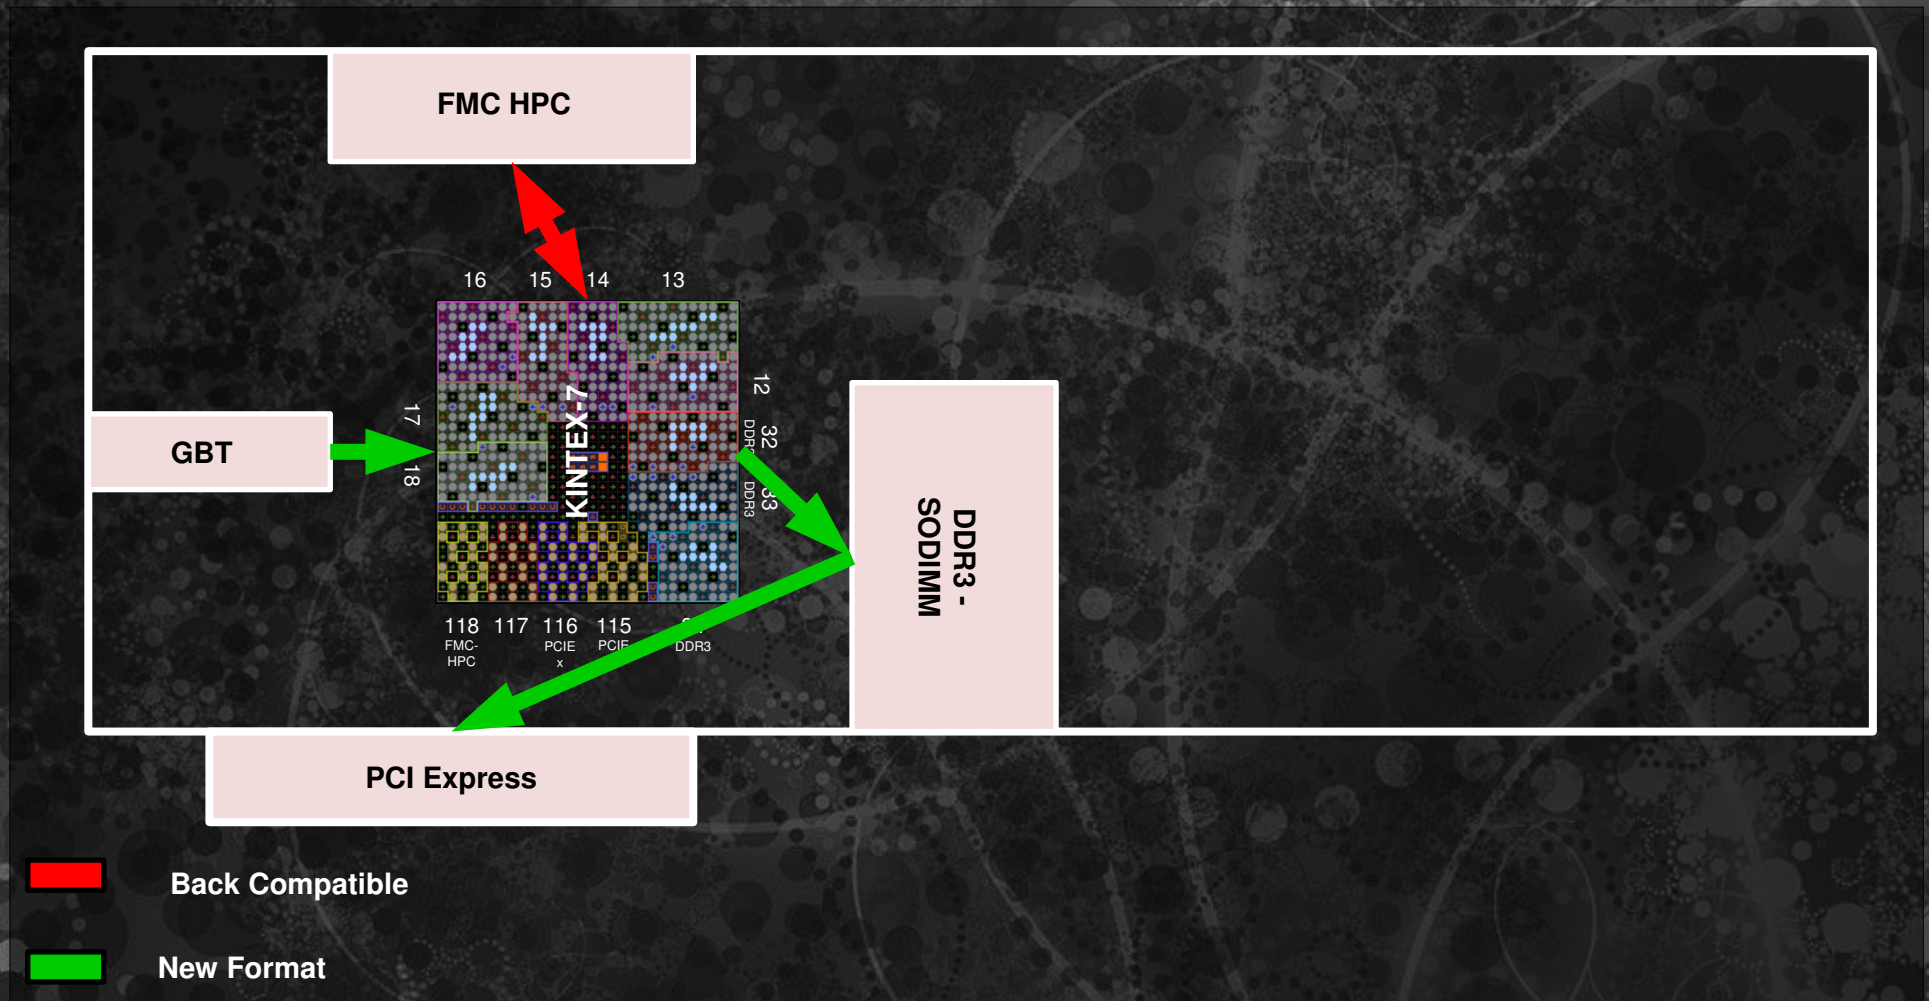 FMC HPC
16 15 14 13
12
17
GBT
KINTEX-7
32
18
33
DDR3
DDR3 -
SODIMM
118 117 116 115
FMC-
HPC
PCIE
x
PCIE
DDR3
PCI Express
Back Compatible
New Format